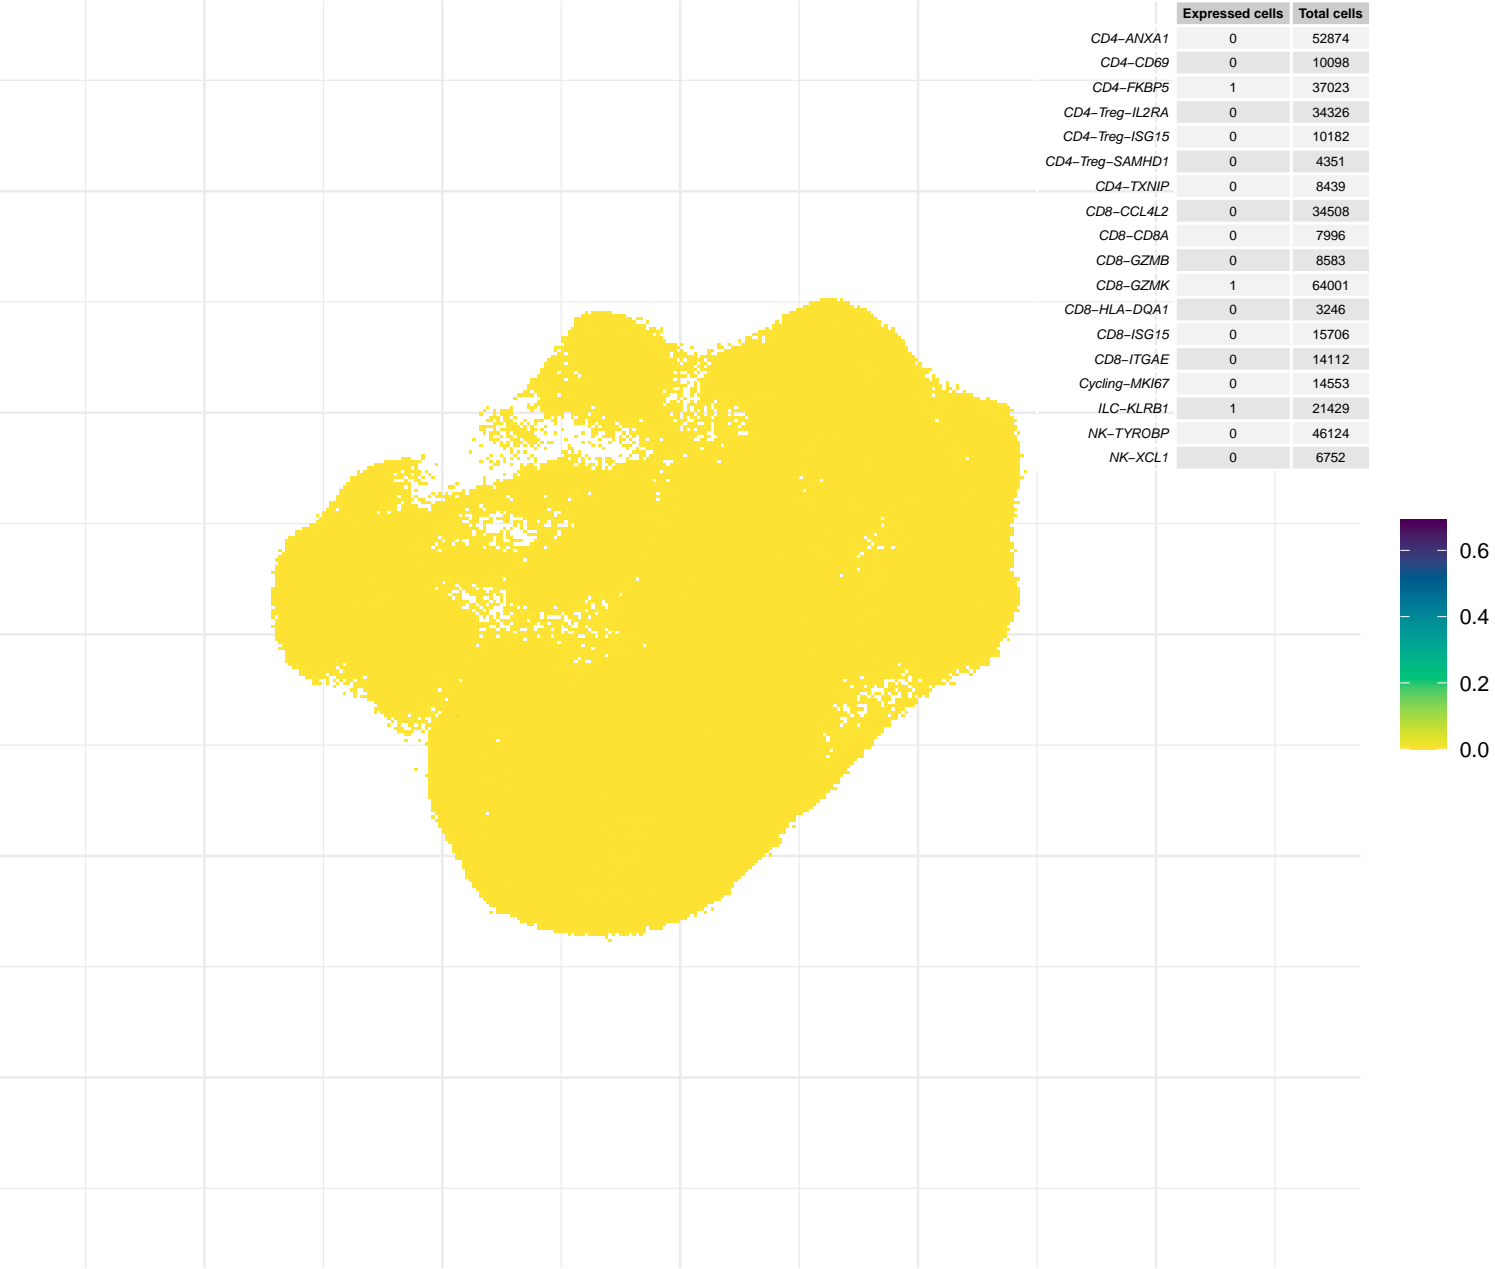 Expressed cells Total cells
CD4−ANXA1 0 52874
CD4−CD69 0 10098
CD4−FKBP5 1 37023
CD4−Treg−IL2RA 0 34326
CD4−Treg−ISG15 0 10182
CD4−Treg−SAMHD1 0 4351
CD4−TXNIP 0 8439
CD8−CCL4L2 0 34508
CD8−CD8A 0 7996
CD8−GZMB 0 8583
CD8−GZMK 1 64001
CD8−HLA−DQA1 0 3246
CD8−ISG15 0 15706
CD8−ITGAE 0 14112
Cycling−MKI67 0 14553
ILC−KLRB1 1 21429
NK−TYROBP 0 46124
NK−XCL1 0 6752
0.6
0.4
0.2
0.0